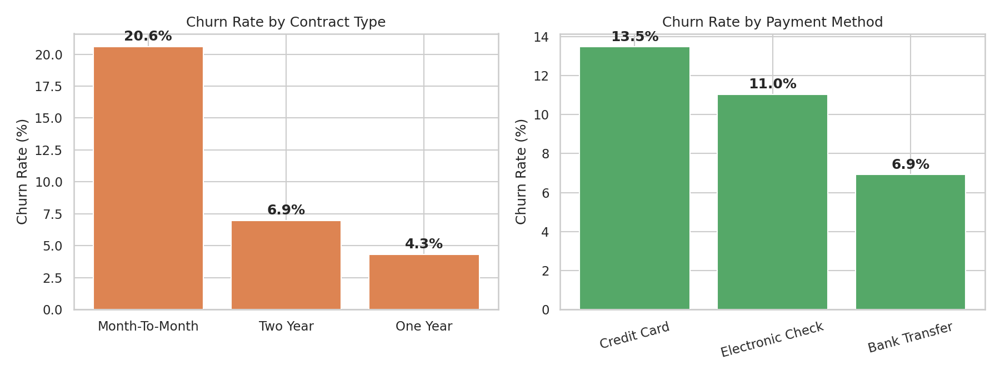 Churn Rate by Contract Type
Churn Rate (%)
20.0
17.5
15.0
12.5
10.0
7.5
5.0
2.5
0.0
20.6%
6.9%
4.3%
Month-To-Month
Two Year
One Year
Churn Rate by Payment Method
Churn Rate (%)
14
12
10
8
6
4
2
0
13.5%
11.0%
6.9%
Credit Card
Electronic Check
Bank Transfer